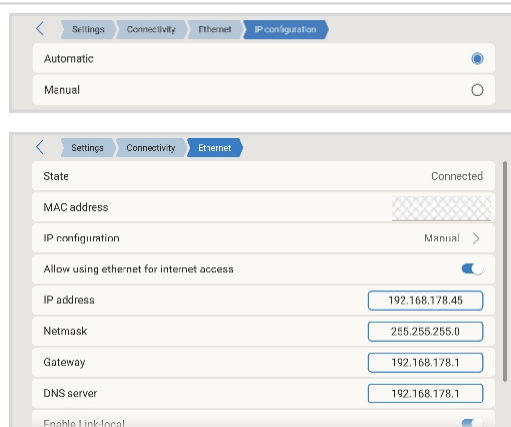 Settings Connectivity Ethernet IP configuration
Automatic
Manual
Settings Connectivity Ethernet
State Connected
MAC address
IP configuration Manual
Allow using ethernet for internet access
IP address 192.168.178.45
Netmask 255.255.255.0
Gateway 192.168.178.1
DNS server 192.168.178.1
Enable Link-local